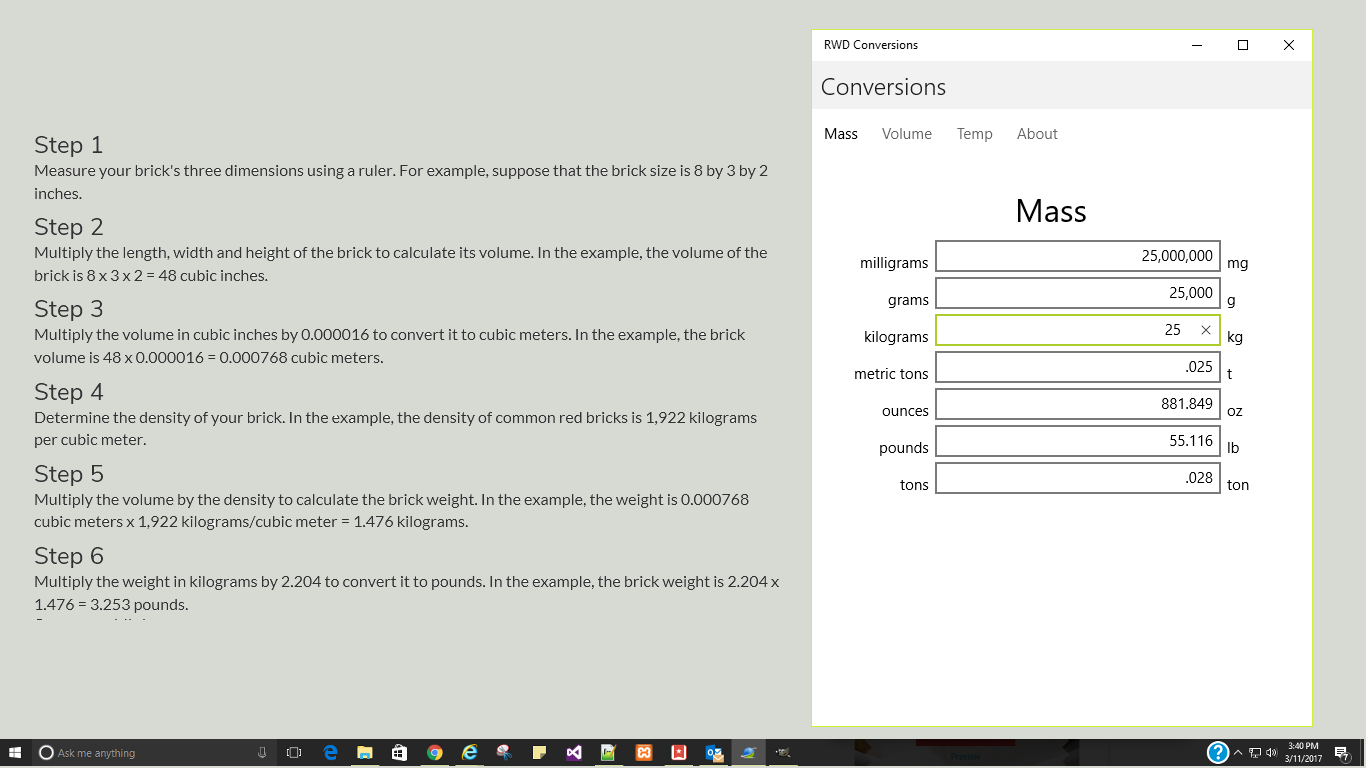 Step 1
Measure your brick's three dimensions using a ruler. For example, suppose that the brick size is 8 by 3 by 2
inches.
Step 2
Multiply the length, width and height of the brick to calculate its volume. In the example, the volume of the
brick is 8 x 3 x 2 = 48 cubic inches.
Step 3
Multiply the volume in cubic inches by 0.000016 to convert it to cubic meters. In the example, the brick
volume is 48 x 0.000016 = 0.000768 cubic meters.
Step 4
Determine the density of your brick. In the example, the density of common red bricks is 1,922 kilograms
per cubic meter.
Step 5
Multiply the volume by the density to calculate the brick weight. In the example, the weight is 0.000768
cubic meters x 1,922 kilograms/cubic meter = 1.476 kilograms.
Step 6
Multiply the weight in kilograms by 2.204 to convert it to pounds. In the example, the brick weight is 2.204 x
1.476 = 3.253 pounds.
RWD Conversions
Conversions
Mass Volume Temp About
Mass
milligrams 25,000,000 mg
grams 25,000 g
kilograms 25 kg
metric tons .025 t
ounces 881.849 oz
pounds 55.116 lb
tons .028 ton
Ask me anything
3:40 PM
3/11/2017
7